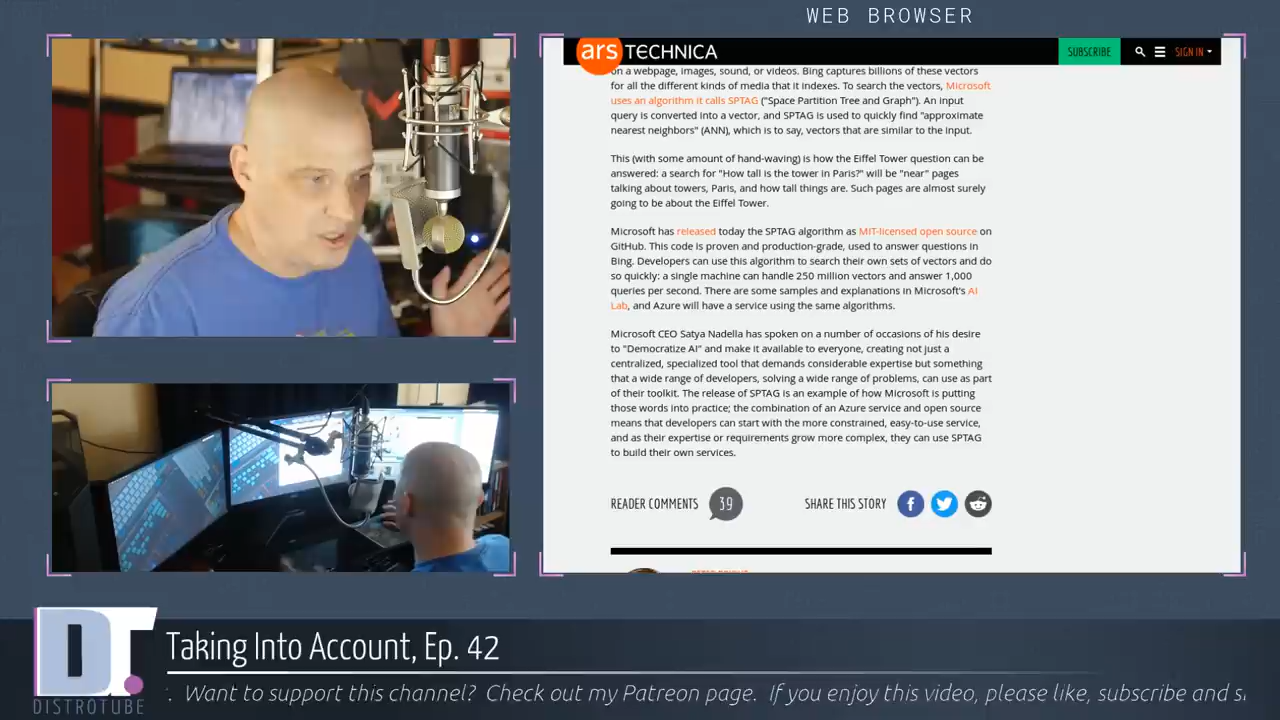 WEB BROWSER
ars TECHNICA
SUBSCRIBE
SIGN IN
on a webpage, images, sound, or videos. Bing captures billions of these vectors
for all the different kinds of media that it indexes. To search the vectors, Microsoft
uses an algorithm it calls SPTAG ("Space Partition Tree and Graph"). An input
query is converted into a vector, and SPTAG is used to quickly find "approximate
nearest neighbors" (ANN), which is to say, vectors that are similar to the input.
This (with some amount of hand-waving) is how the Eiffel Tower question can be
answered: a search for "How tall is the tower in Paris?" will be "near" pages
talking about towers, Paris, and how tall things are. Such pages are almost surely
going to be about the Eiffel Tower.
Microsoft has released today the SPTAG algorithm as MIT-licensed open source on
GitHub. This code is proven and production-grade, used to answer questions in
Bing. Developers can use this algorithm to search their own sets of vectors and do
so quickly: a single machine can handle 250 million vectors and answer 1,000
queries per second. There are some samples and explanations in Microsoft's AI
Lab, and Azure will have a service using the same algorithms.
Microsoft CEO Satya Nadella has spoken on a number of occasions of his desire
to "Democratize AI" and make it available to everyone, creating not just a
centralized, specialized tool that demands considerable expertise but something
that a wide range of developers, solving a wide range of problems, can use as part
of their toolkit. The release of SPTAG is an example of how Microsoft is putting
those words into practice; the combination of an Azure service and open source
means that developers can start with the more constrained, easy-to-use service,
and as their expertise or requirements grow more complex, they can use SPTAG
to build their own services.
READER COMMENTS 39
SHARE THIS STORY
DT
DISTROTUBE
Taking Into Account, Ep. 42
. Want to support this channel? Check out my Patreon page. If you enjoy this video, please like, subscribe and s